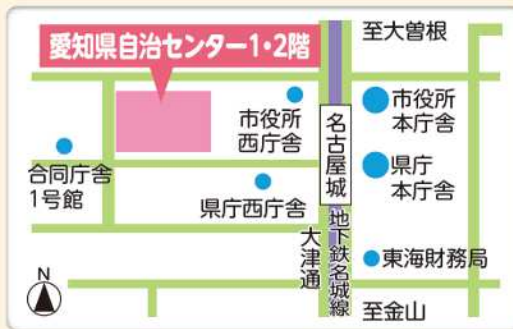 愛知県自治センター1・2階
至大曽根
市役所
西庁舎
市役所
本庁舎
名古屋城
合同庁舎
1号館
県庁西庁舎
県庁
本庁舎
大津通
地下鉄名城線
東海財務局
N
至金山